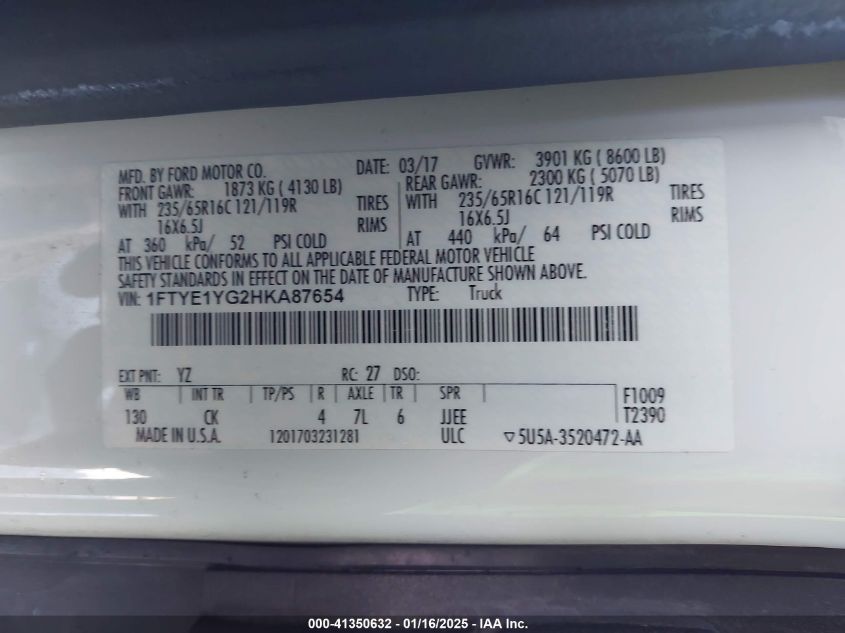 MFD. BY FORD MOTOR CO. DATE: 03/17 GVWR: 3901 KG ( 8600 LB)
FRONT GAWR: 1873 KG ( 4130 LB) REAR GAWR: 2300 KG ( 5070 LB)
WITH 235/65R16C 121/119R TIRES WITH 235/65R16C 121/119R TIRES
16X6.5J RIMS 16X6.5J RIMS
AT 360 kPa/ 52 PSI COLD AT 440 kPa/ 64 PSI COLD
THIS VEHICLE CONFORMS TO ALL APPLICABLE FEDERAL MOTOR VEHICLE
SAFETY STANDARDS IN EFFECT ON THE DATE OF MANUFACTURE SHOWN ABOVE.
VIN: 1FTYE1YG2HKA87654 TYPE: Truck
EXT PNT: YZ RC: 27 DSO:
WB INT TR TP/PS R AXLE TR SPR F1009
130 CK 4 7L 6 JJEE T2390
MADE IN U.S.A. 1201703231281 ULC ▽5U5A-3520472-AA
000-41350632 - 01/16/2025 - IAA Inc.